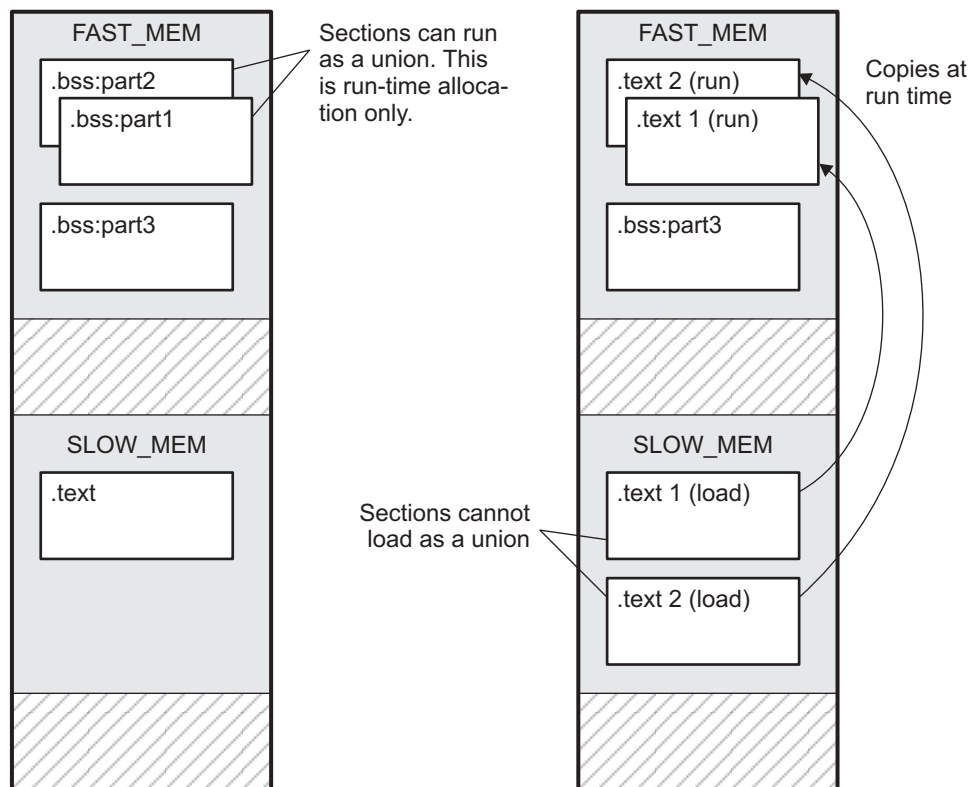 FAST_MEM
.bss:part2
.bss:part1
.bss:part3
Sections can run
as a union. This
is run-time alloca-
tion only.
SLOW_MEM
.text
FAST_MEM
.text 2 (run)
.text 1 (run)
.bss:part3
Copies at
run time
SLOW_MEM
.text 1 (load)
.text 2 (load)
Sections cannot
load as a union